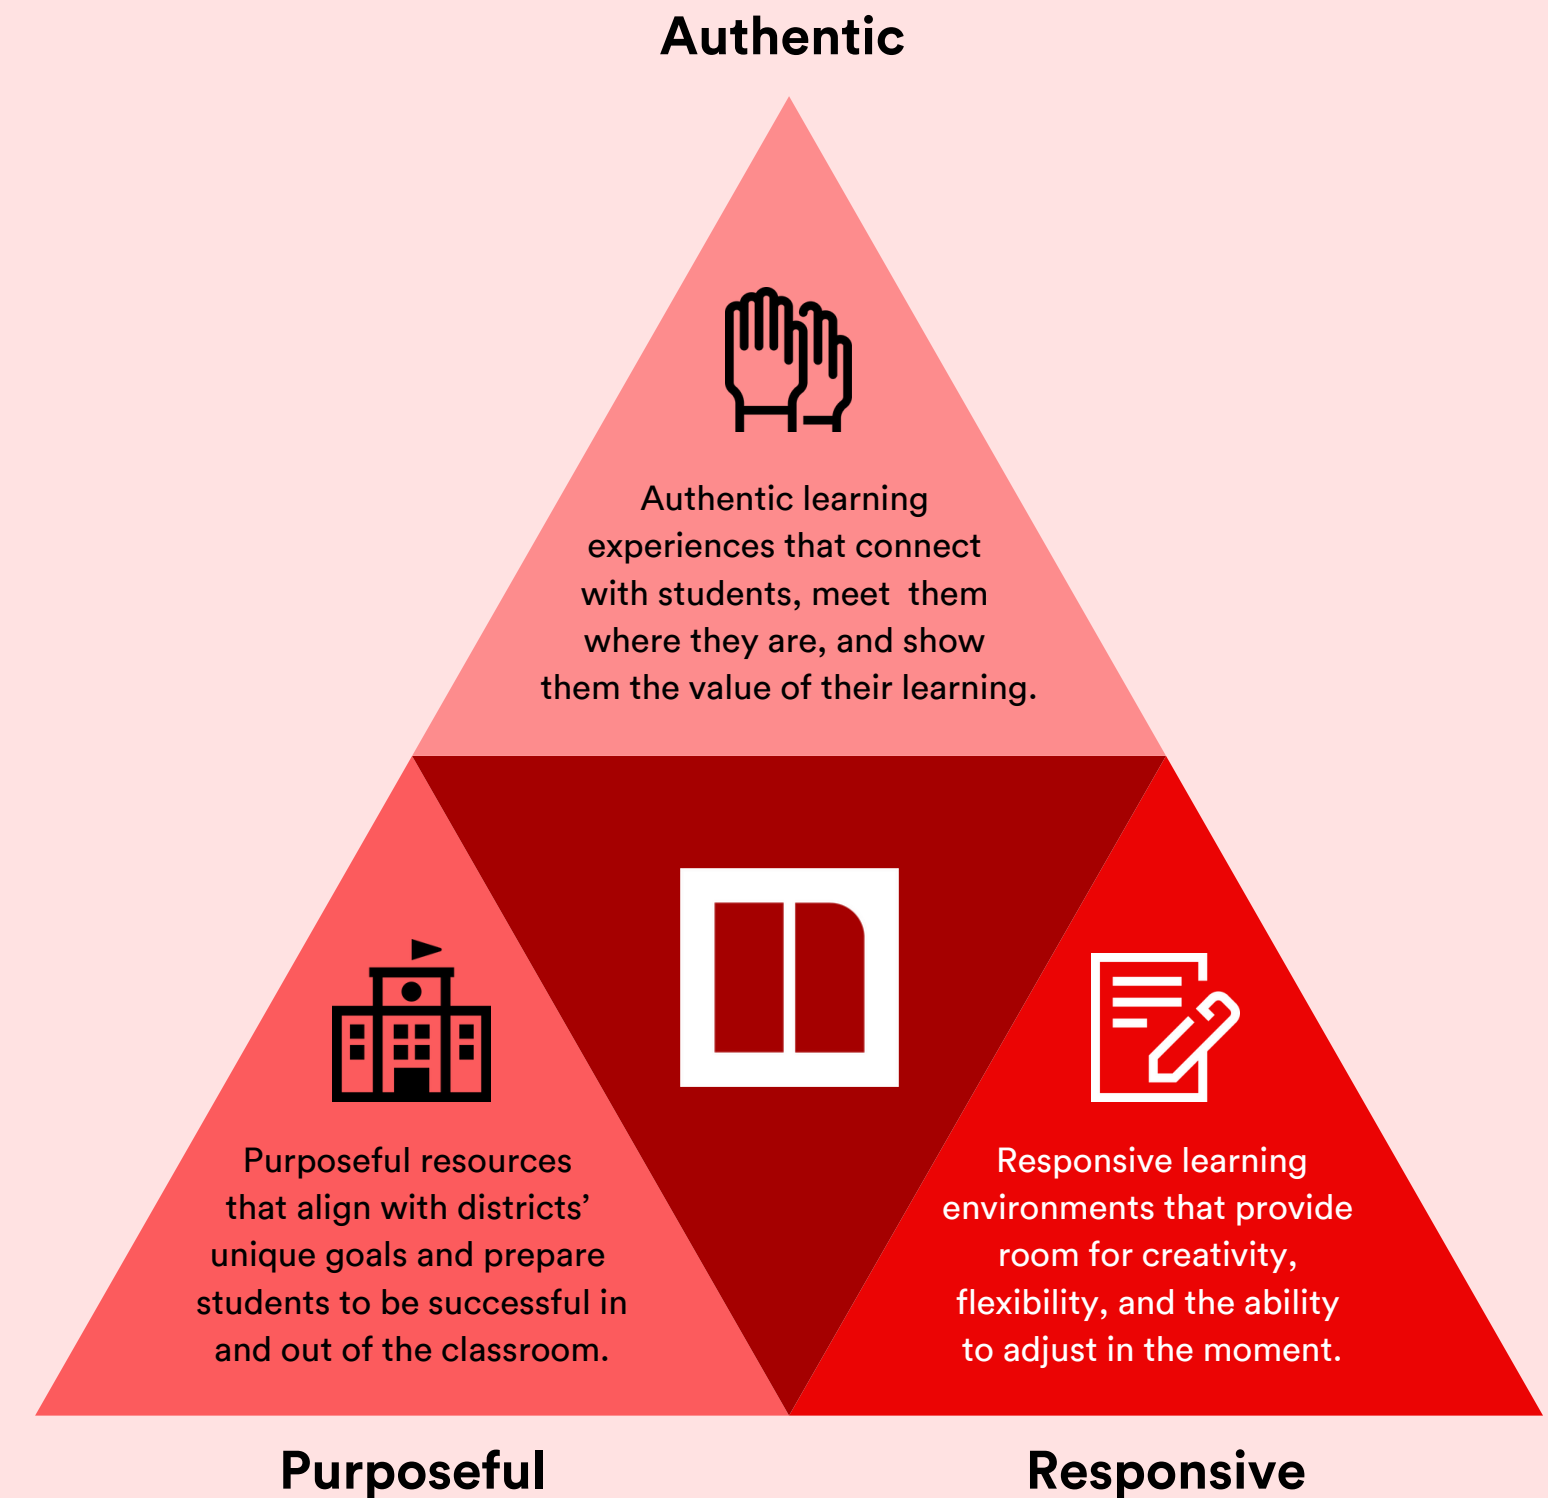 Authentic
Authentic learning
experiences that connect
with students, meet  them
where they are, and show
them the value of their learning.
Purposeful resources
that align with districts’
unique goals and prepare
students to be successful in
and out of the classroom.
Responsive learning
environments that provide
room for creativity,
flexibility, and the ability
to adjust in the moment.
Purposeful
Responsive